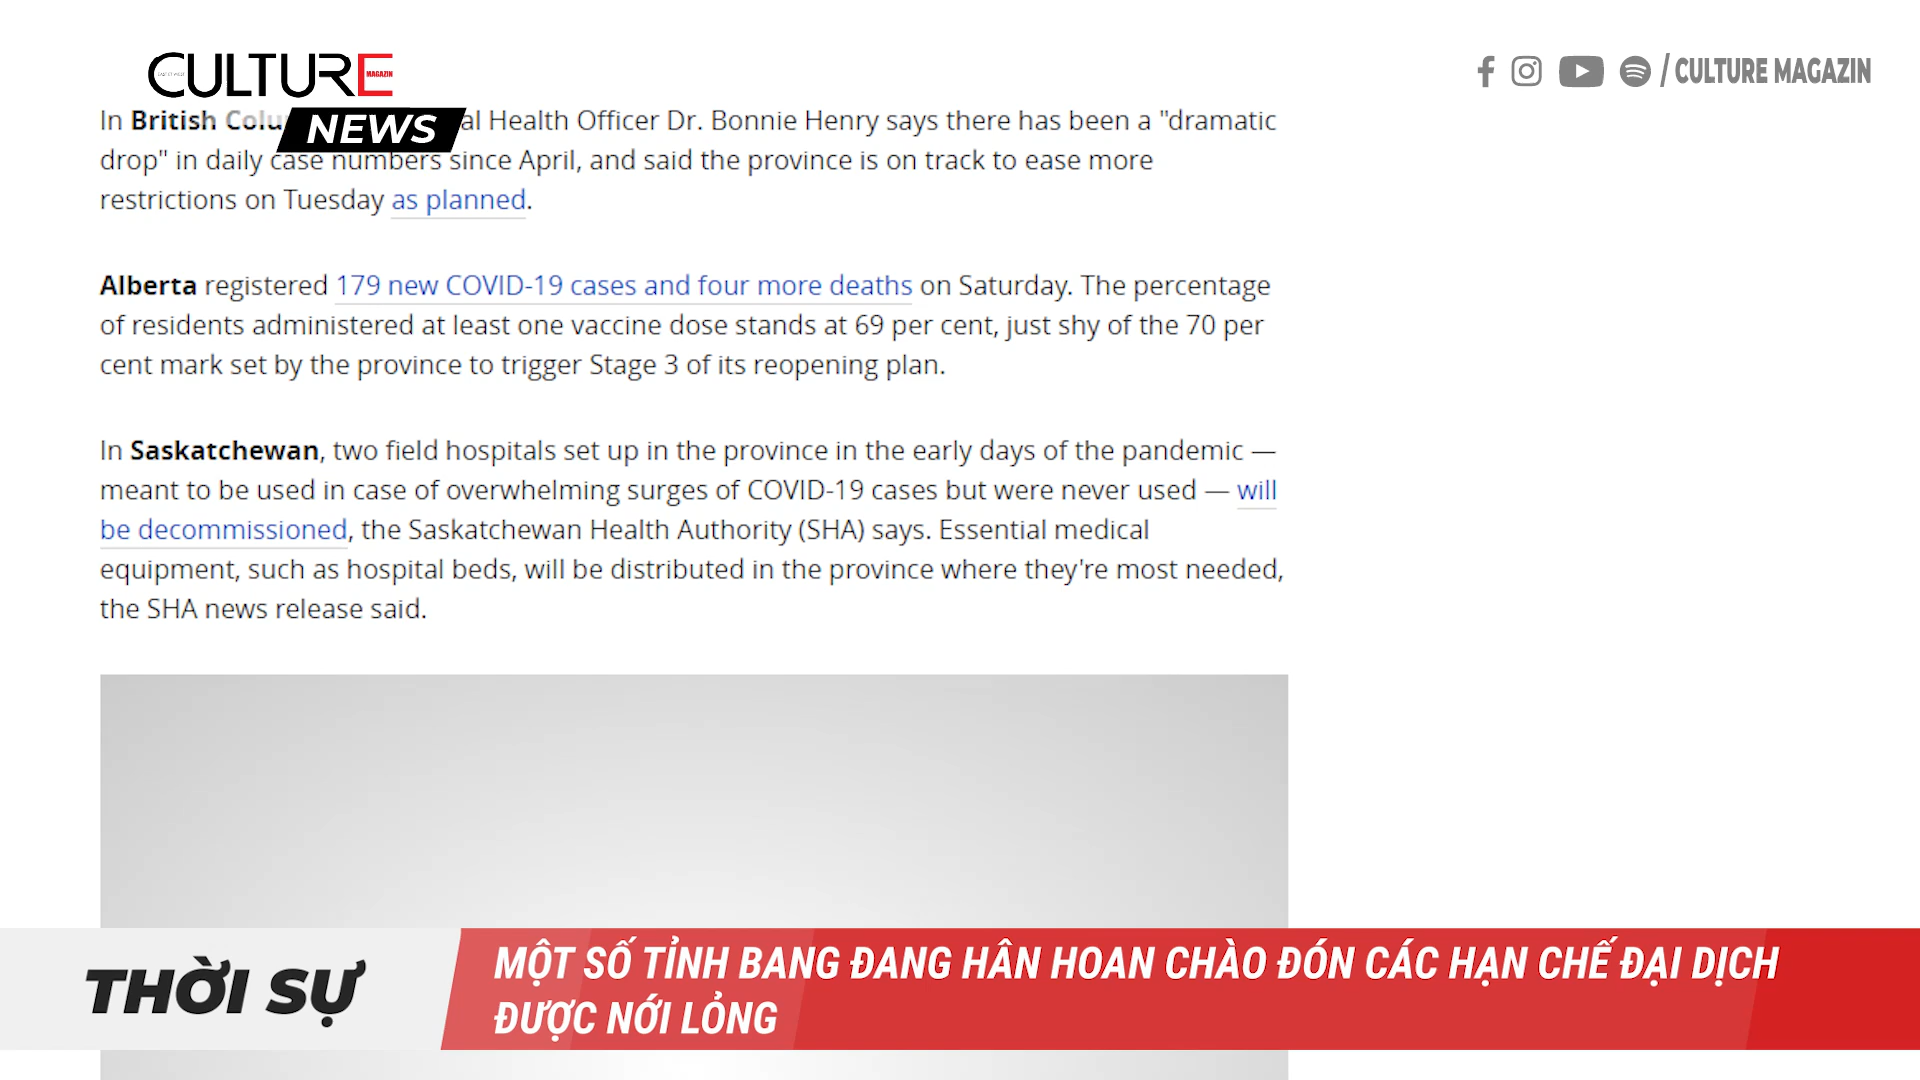 CULTURE
MAGAZIN
NEWS
/ CULTURE MAGAZIN
In British Colu al Health Officer Dr. Bonnie Henry says there has been a "dramatic
drop" in daily case numbers since April, and said the province is on track to ease more
restrictions on Tuesday as planned.
Alberta registered 179 new COVID-19 cases and four more deaths on Saturday. The percentage
of residents administered at least one vaccine dose stands at 69 per cent, just shy of the 70 per
cent mark set by the province to trigger Stage 3 of its reopening plan.
In Saskatchewan, two field hospitals set up in the province in the early days of the pandemic —
meant to be used in case of overwhelming surges of COVID-19 cases but were never used — will
be decommissioned, the Saskatchewan Health Authority (SHA) says. Essential medical
equipment, such as hospital beds, will be distributed in the province where they're most needed,
the SHA news release said.
THỜI SỰ
MỘT SỐ TỈNH BANG ĐANG HÂN HOAN CHÀO ĐÓN CÁC HẠN CHẾ ĐẠI DỊCH
ĐƯỢC NỚI LỎNG